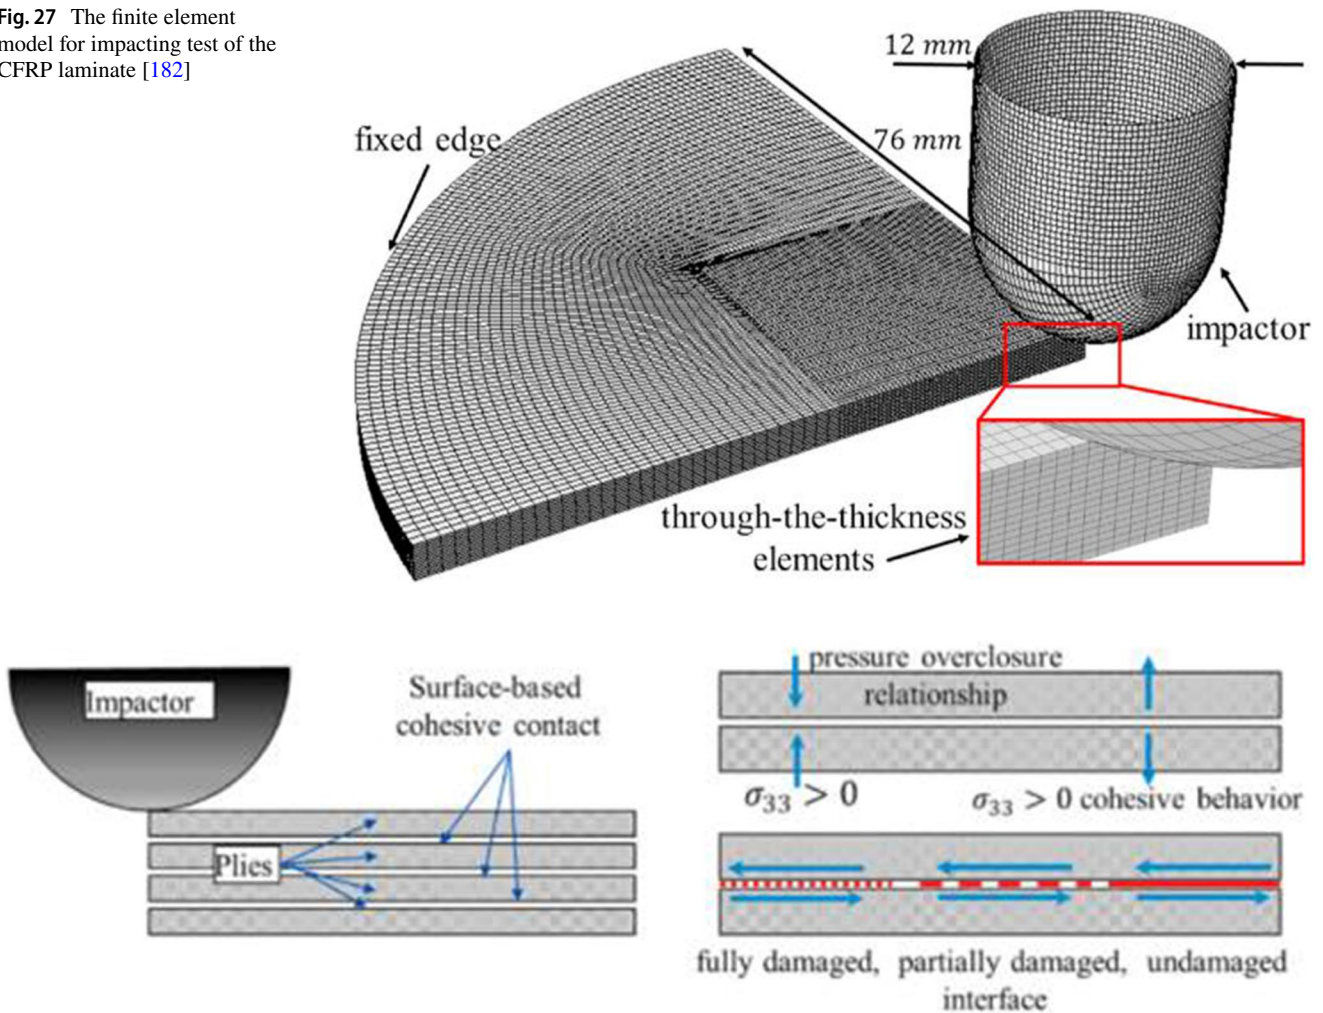 Fig. 27 The finite element
model for impacting test of the
CFRP laminate [182]
12 mm
76 mm
fixed edge
impactor
through-the-thickness
elements
Impactor
Surface-based
cohesive contact
Plies
pressure overclosure
relationship
σ33 > 0
σ33 > 0 cohesive behavior
fully damaged, partially damaged, undamaged
interface